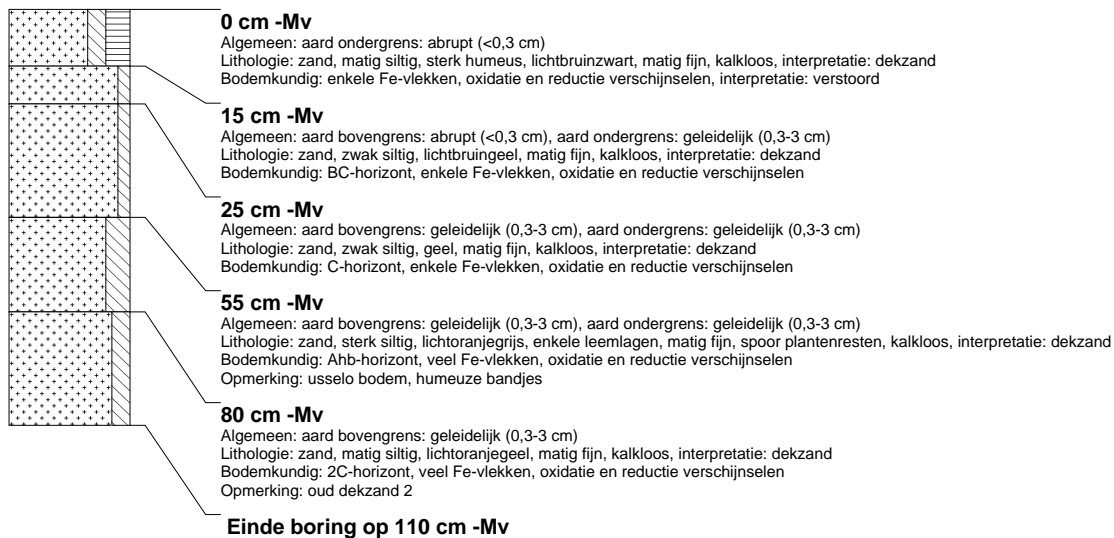 0 cm -Mv
Algemeen: aard ondergrens: abrupt (<0,3 cm)
Lithologie: zand, matig siltig, sterk humeus, lichtbruinzwart, matig fijn, kalkloos, interpretatie: dekzand
Bodemkundig: enkele Fe-vlekken, oxidatie en reductie verschijnselen, interpretatie: verstoord
15 cm -Mv
Algemeen: aard bovengrens: abrupt (<0,3 cm), aard ondergrens: geleidelijk (0,3-3 cm)
Lithologie: zand, zwak siltig, lichtbruingeel, matig fijn, kalkloos, interpretatie: dekzand
Bodemkundig: BC-horizont, enkele Fe-vlekken, oxidatie en reductie verschijnselen
25 cm -Mv
Algemeen: aard bovengrens: geleidelijk (0,3-3 cm), aard ondergrens: geleidelijk (0,3-3 cm)
Lithologie: zand, zwak siltig, geel, matig fijn, kalkloos, interpretatie: dekzand
Bodemkundig: C-horizont, enkele Fe-vlekken, oxidatie en reductie verschijnselen
55 cm -Mv
Algemeen: aard bovengrens: geleidelijk (0,3-3 cm), aard ondergrens: geleidelijk (0,3-3 cm)
Lithologie: zand, sterk siltig, lichtoranjegrijs, enkele leemlagen, matig fijn, spoor plantenresten, kalkloos, interpretatie: dekzand
Bodemkundig: Ahb-horizont, veel Fe-vlekken, oxidatie en reductie verschijnselen
Opmerking: usselo bodem, humeuze bandjes
80 cm -Mv
Algemeen: aard bovengrens: geleidelijk (0,3-3 cm)
Lithologie: zand, matig siltig, lichtoranjegeel, matig fijn, kalkloos, interpretatie: dekzand
Bodemkundig: 2C-horizont, veel Fe-vlekken, oxidatie en reductie verschijnselen
Opmerking: oud dekzand 2
Einde boring op 110 cm -Mv